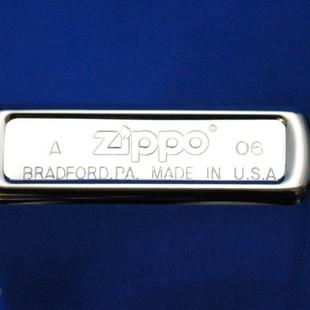 A Zippo® 06
BRADFORD, PA. MADE IN U.S.A.